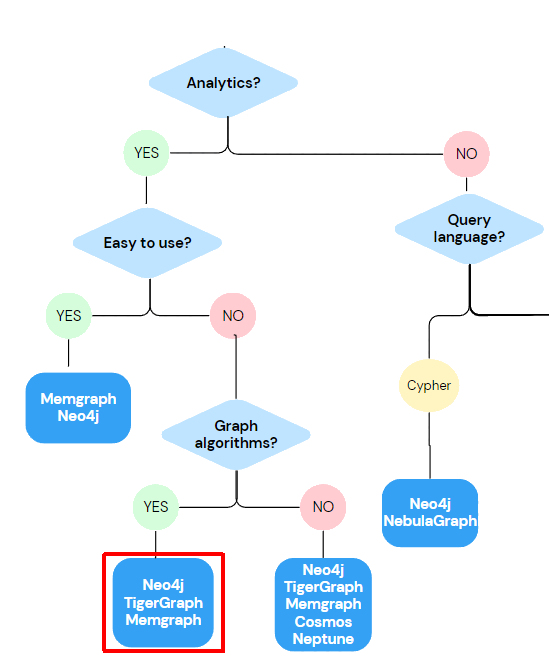 Analytics?
YES
NO
Query
language?
Easy to use?
YES
NO
Memgraph
Neo4j
Cypher
Graph
algorithms?
YES
NO
Neo4j
NebulaGraph
Neo4j
TigerGraph
Memgraph
Neo4j
TigerGraph
Memgraph
Cosmos
Neptune